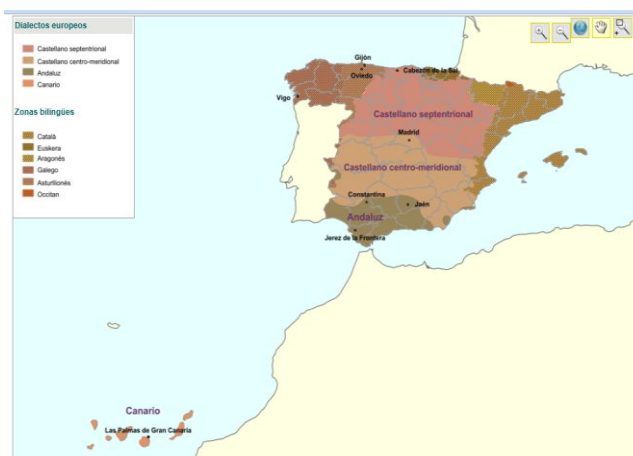 Dialectos europeos
Castellano septentrional
Castellano centro-meridional
Andaluz
Canario
Zonas bilingües
Català
Euskera
Aragonés
Galego
Asturllionés
Occitan
Gijón
Oviedo
Cabezón de la Sal
Vigo
Castellano septentrional
Madrid
Castellano centro-meridional
Constantina
Jaén
Andaluz
Jerez de la Frontera
Canario
Las Palmas de Gran Canaria